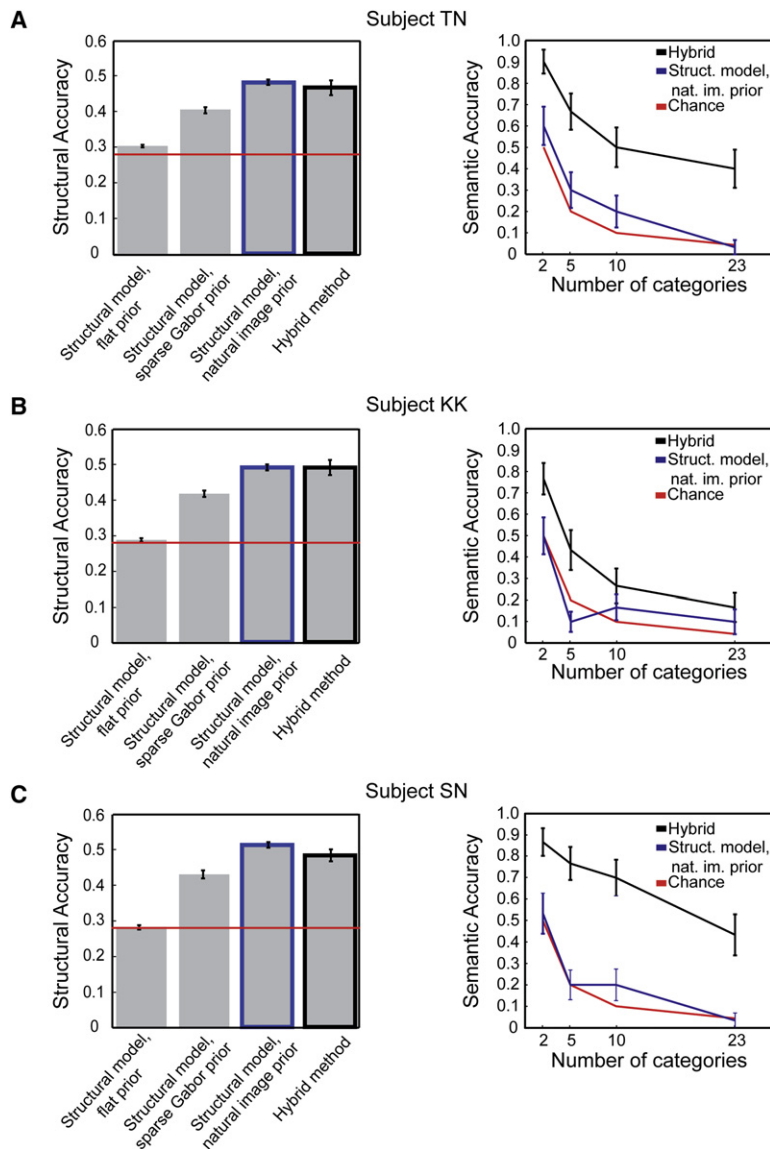 A
Subject TN
Structural Accuracy
0.6
0.5
0.4
0.3
0.2
0.1
0
Structural model,
flat prior
Structural model,
sparse Gabor prior
Structural model,
natural image prior
Hybrid method
Semantic Accuracy
1.0
0.9
0.8
0.7
0.6
0.5
0.4
0.3
0.2
0.1
0
Hybrid
Struct. model,
nat. im. prior
Chance
2 5 10 23
Number of categories
B
Subject KK
Structural Accuracy
0.6
0.5
0.4
0.3
0.2
0.1
0
Structural model,
flat prior
Structural model,
sparse Gabor prior
Structural model,
natural image prior
Hybrid method
Semantic Accuracy
1.0
0.9
0.8
0.7
0.6
0.5
0.4
0.3
0.2
0.1
0
Hybrid
Struct. model,
nat. im. prior
Chance
2 5 10 23
Number of categories
C
Subject SN
Structural Accuracy
0.6
0.5
0.4
0.3
0.2
0.1
0
Structural model,
flat prior
Structural model,
sparse Gabor prior
Structural model,
natural image prior
Hybrid method
Semantic Accuracy
1.0
0.9
0.8
0.7
0.6
0.5
0.4
0.3
0.2
0.1
0
Hybrid
Struct. model,
nat. im. prior
Chance
2 5 10 23
Number of categories